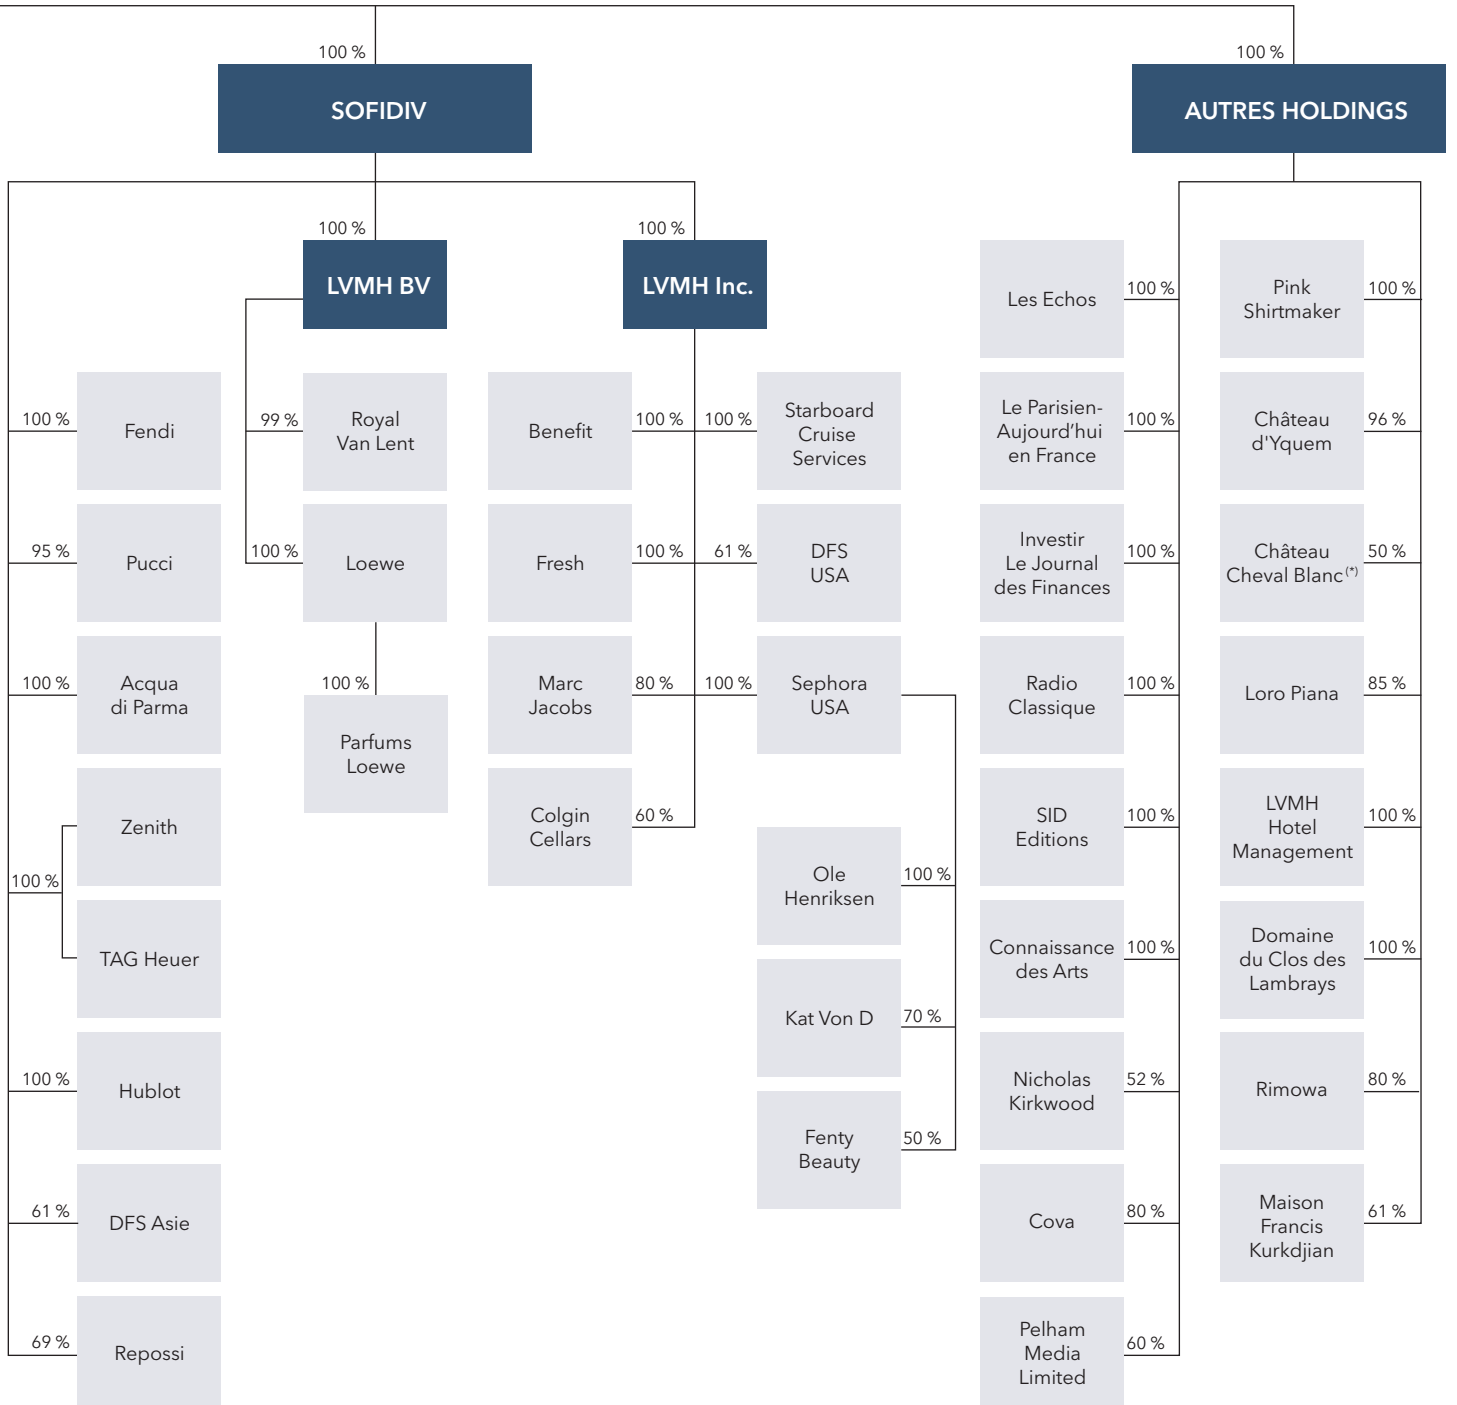 100 %
SOFIDIV
100 %
AUTRES HOLDINGS
100 %
LVMH BV
100 %
LVMH Inc.
100 %
Fendi
95 %
Pucci
100 %
Acqua
di Parma
100 %
Zenith
TAG Heuer
100 %
Hublot
61 %
DFS Asie
69 %
Repossi
99 %
Royal
Van Lent
100 %
Loewe
100 %
Parfums
Loewe
Benefit
100 %
Fresh
100 %
Marc
Jacobs
80 %
Colgin
Cellars
60 %
100 %
Starboard
Cruise
Services
61 %
DFS
USA
100 %
Sephora
USA
Ole
Henriksen
100 %
Kat Von D
70 %
Fenty
Beauty
50 %
Les Echos
100 %
Le Parisien-
Aujourd’hui
en France
100 %
Investir
Le Journal
des Finances
100 %
Radio
Classique
100 %
SID
Editions
100 %
Connaissance
des Arts
100 %
Nicholas
Kirkwood
52 %
Cova
80 %
Pelham
Media
Limited
60 %
Pink
Shirtmaker
100 %
Château
d'Yquem
96 %
Château
Cheval Blanc(*)
50 %
Loro Piana
85 %
LVMH
Hotel
Management
100 %
Domaine
du Clos des
Lambrays
100 %
Rimowa
80 %
Maison
Francis
Kurkdjian
61 %